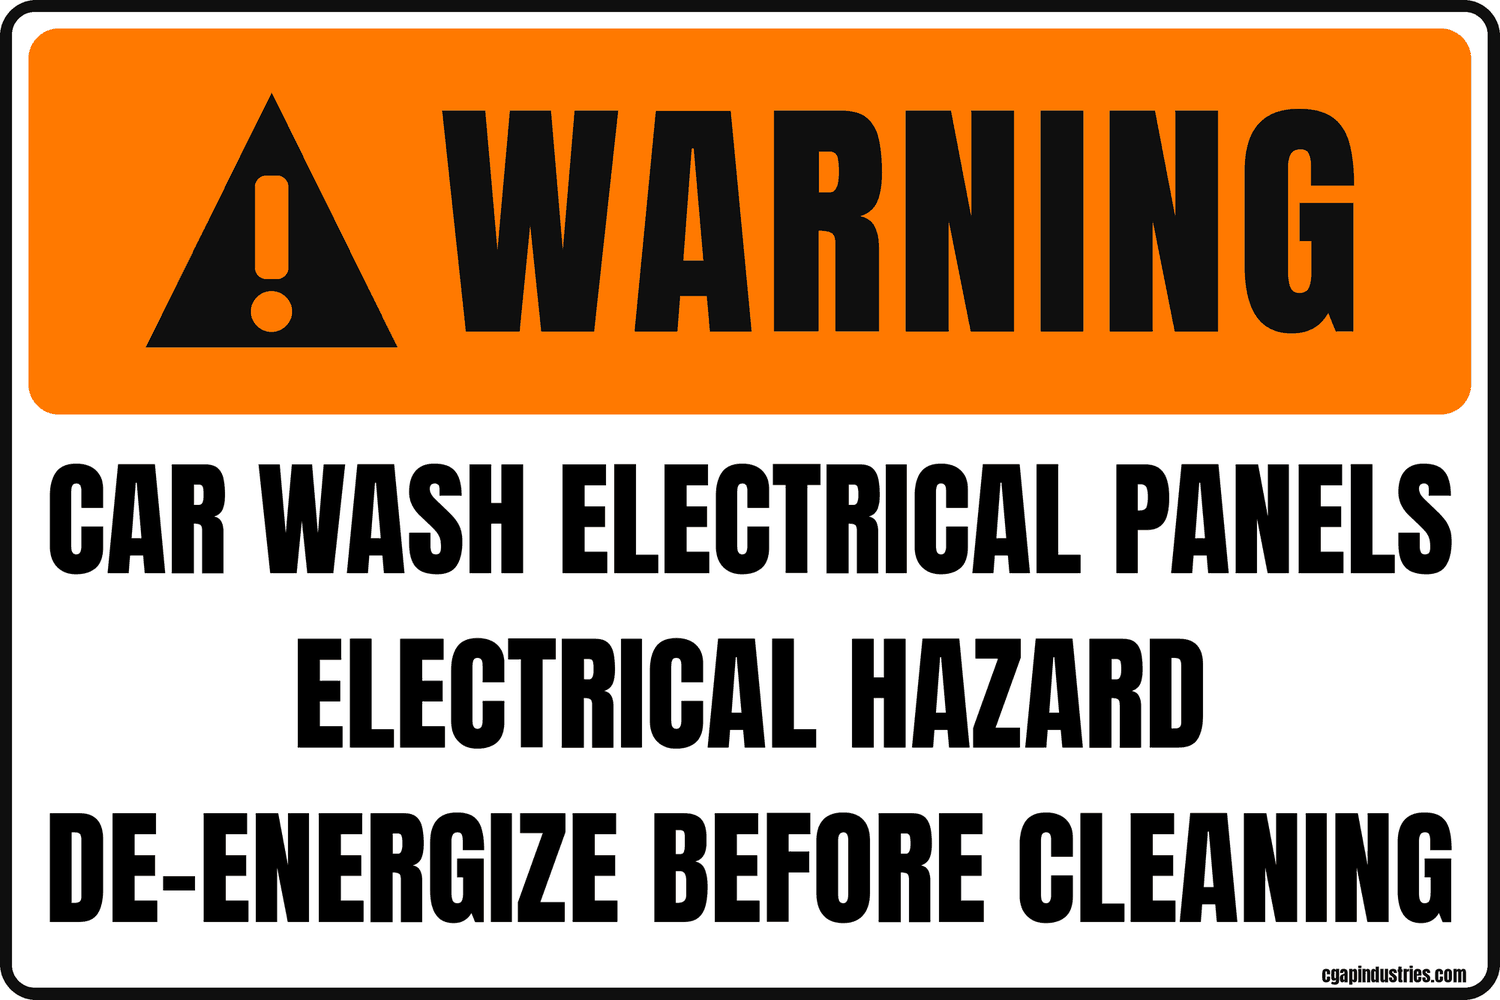 WARNING
CAR WASH ELECTRICAL PANELS
ELECTRICAL HAZARD
DE-ENERGIZE BEFORE CLEANING
cgapindustries.com